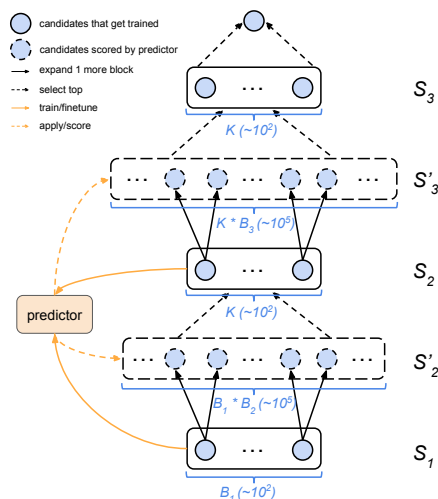 candidates that get trained
candidates scored by predictor
expand 1 more block
select top
train/finetune
apply/score
... S₃
K (~10²)
... ... ... S'₃
K * B₃ (~10⁵)
... S₂
K (~10²)
predictor
... ... ... S'₂
B₁ * B₂ (~10⁵)
... S₁
B₁ (~10²)